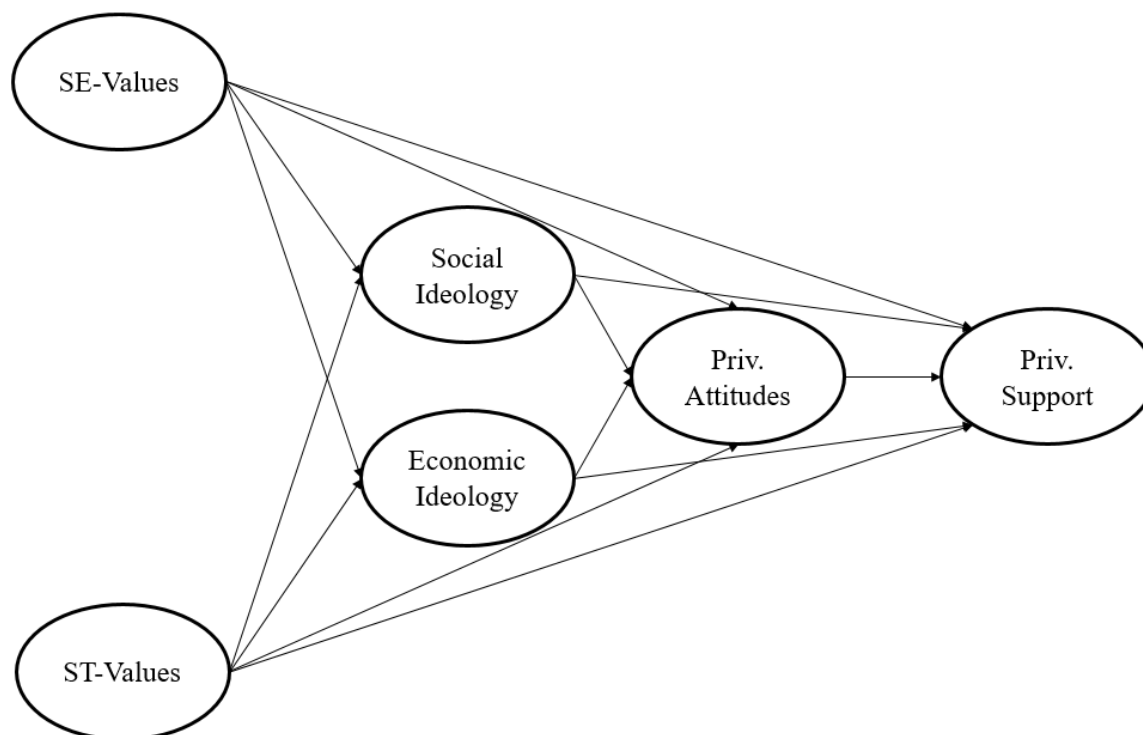 SE-Values
Social
Ideology
Priv.
Attitudes
Priv.
Support
Economic
Ideology
ST-Values